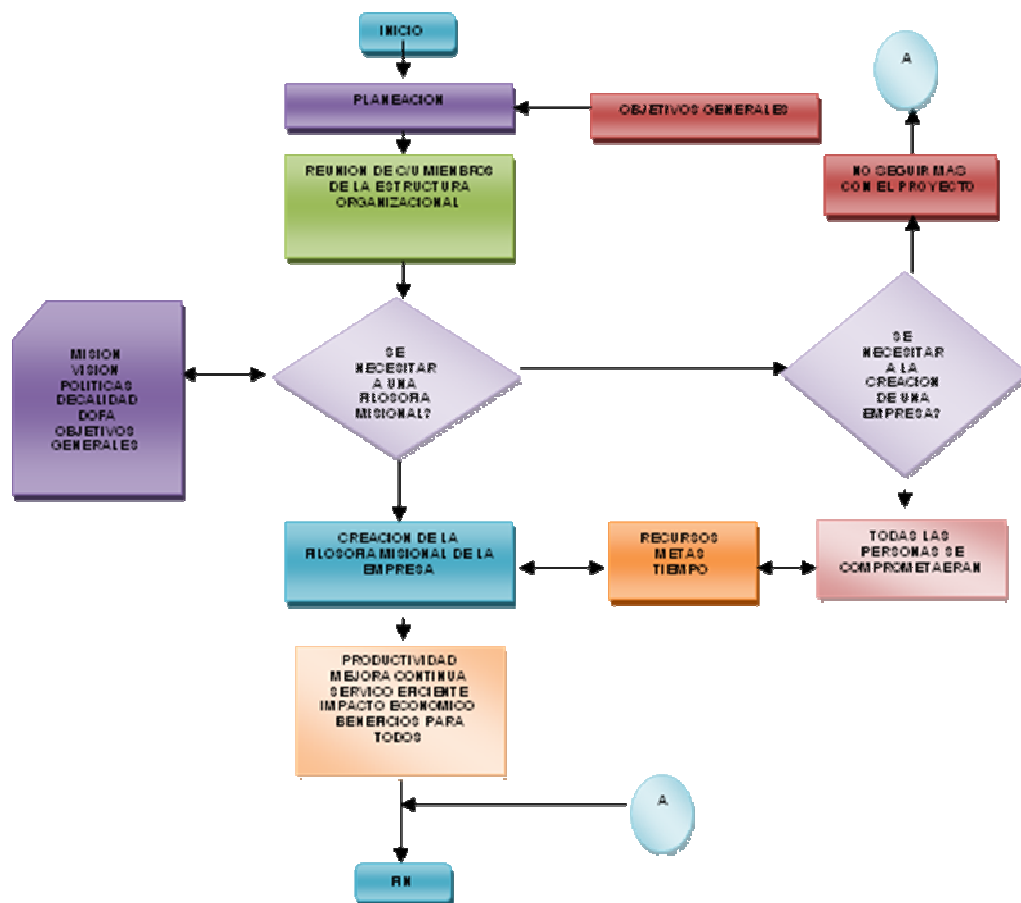 INICIO
A
PLANEACION
OBJETIVOS GENERALES
REUNION DE C/U MIEMBROS
DE LA ESTRUCTURA
ORGANIZACIONAL
NO SEGUIR MAS
CON EL PROYECTO
MISION
VISION
POLITICAS
DECALIDAD
DOFA
OBJETIVOS
GENERALES
SE
NECESITAR
A UNA
FILOSOFIA
MISIONAL?
SE
NECESITAR
A LA
CREACION
DE UNA
EMPRESA?
CREACION DE LA
FILOSOFIA MISIONAL DE LA
EMPRESA
RECURSOS
METAS
TIEMPO
TODAS LAS
PERSONAS SE
COMPROMETAERAN
PRODUCTIVIDAD
MEJORA CONTINUA
SERVICO EFICIENTE
IMPACTO ECONOMICO
BENEFICIOS PARA
TODOS
A
FIN